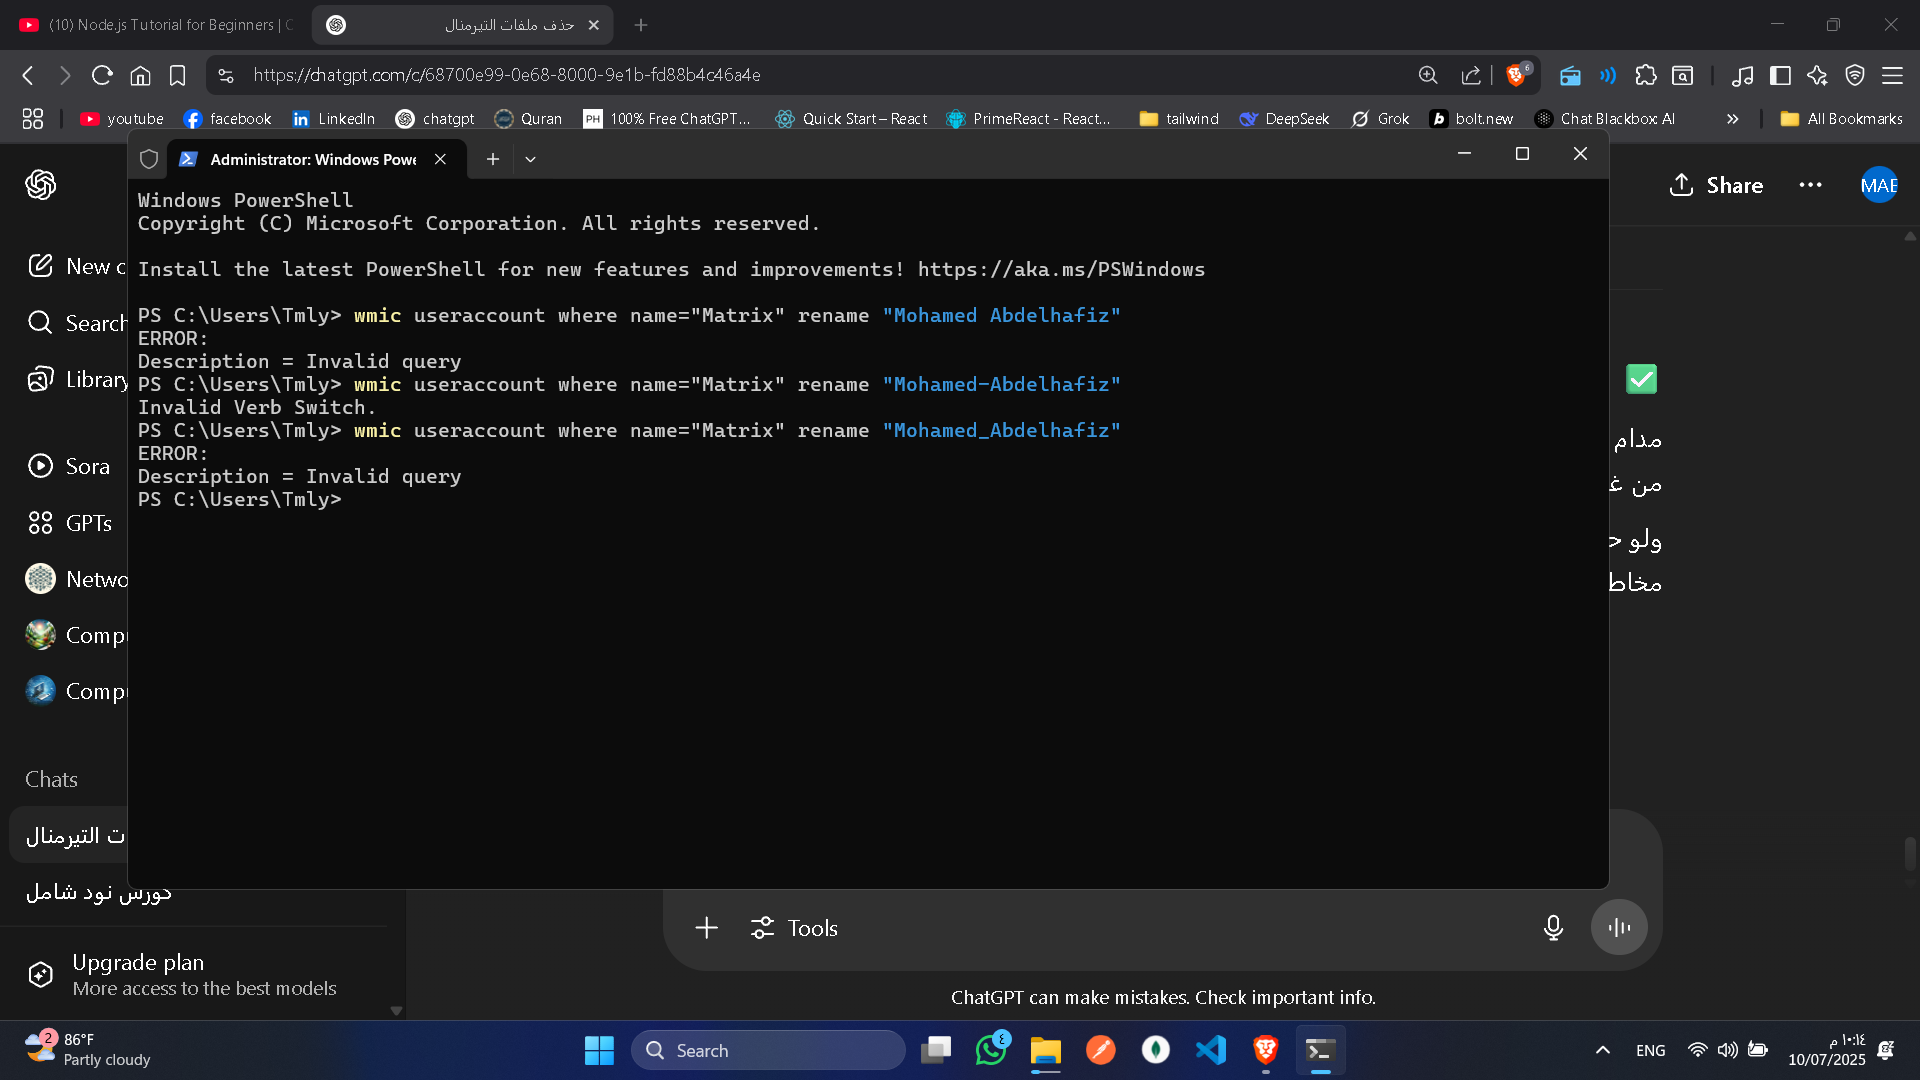 (10) Node.js Tutorial for Beginners | C
حذف ملفات التيرمنال
https://chatgpt.com/c/68700e99-0e68-8000-9e1b-fd88b4c46a4e
6
youtube
facebook
LinkedIn
chatgpt
Quran
PH
100% Free ChatGPT...
Quick Start – React
PrimeReact - React...
tailwind
DeepSeek
Grok
bolt.new
Chat Blackbox: AI
All Bookmarks
Administrator: Windows Powe
Share
MAE
Windows PowerShell
Copyright (C) Microsoft Corporation. All rights reserved.
Install the latest PowerShell for new features and improvements! https://aka.ms/PSWindows
PS C:\Users\Tmly> wmic useraccount where name="Matrix" rename "Mohamed Abdelhafiz"
ERROR:
Description = Invalid query
PS C:\Users\Tmly> wmic useraccount where name="Matrix" rename "Mohamed-Abdelhafiz"
Invalid Verb Switch.
PS C:\Users\Tmly> wmic useraccount where name="Matrix" rename "Mohamed_Abdelhafiz"
ERROR:
Description = Invalid query
PS C:\Users\Tmly>
New c
Search
Library
Sora
GPTs
Netwo
Comp
Comp
Chats
ت التيرمنال
كورس نود شامل
Upgrade plan
More access to the best models
مدام
من غ
ولو ح
مخاط
Tools
ChatGPT can make mistakes. Check important info.
2
86°F
Partly cloudy
Search
٤
ENG
١٠:١٤ م
10/07/2025